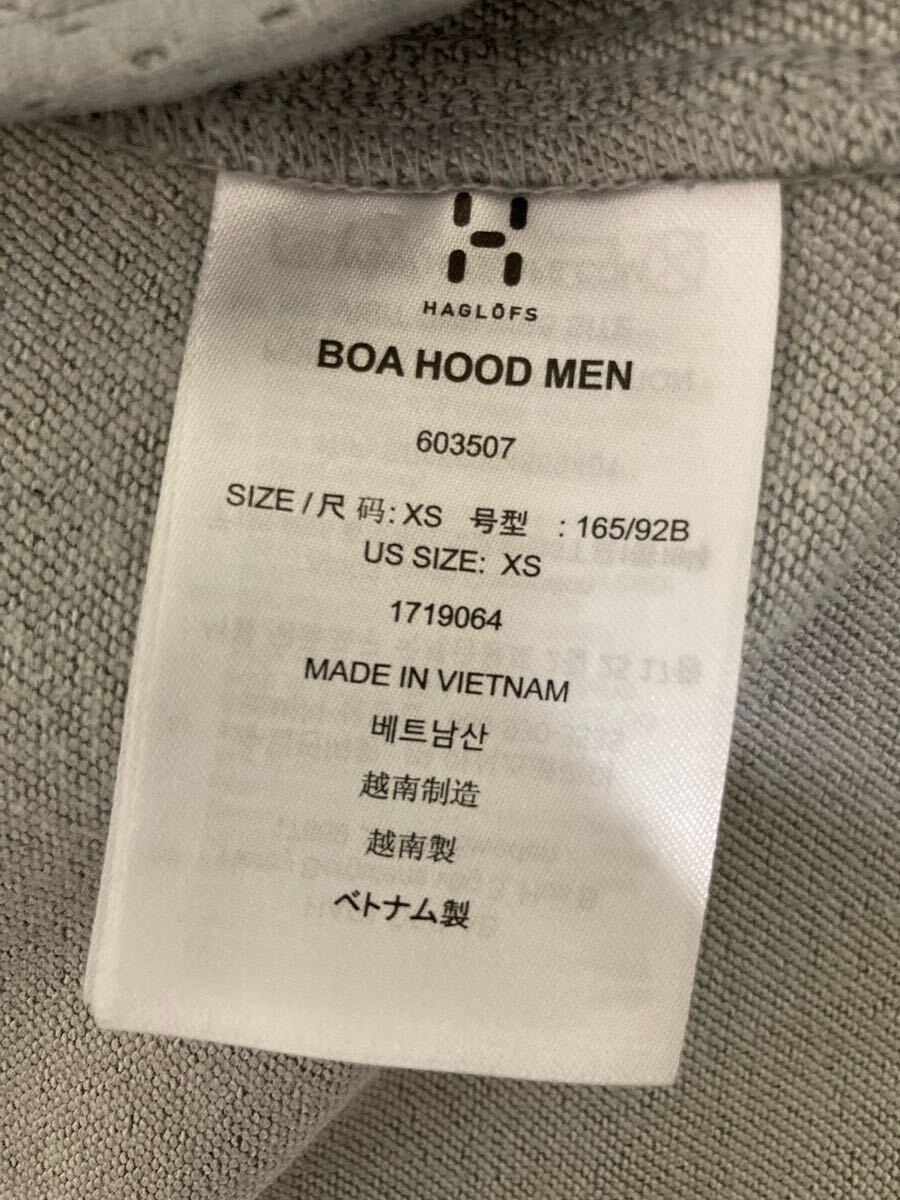 HAGLÖFS
BOA HOOD MEN
603507
SIZE / 尺 码: XS 号型 : 165/92B
US SIZE: XS
1719064
MADE IN VIETNAM
베트남산
越南制造
越南製
ベトナム製